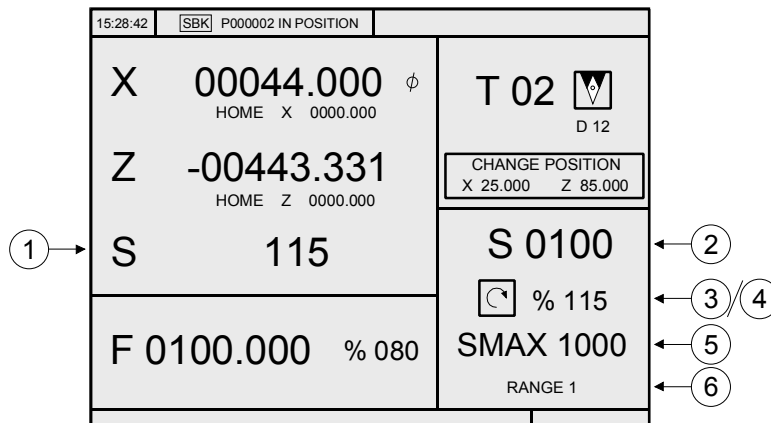 15:28:42 SBK P000002 IN POSITION
X 00044.000 ϕ
HOME X 0000.000
Z -00443.331
HOME Z 0000.000
1 S 115
F 0100.000 % 080
T 02
D 12
CHANGE POSITION
X 25.000 Z 85.000
S 0100 2
% 115 3/4
SMAX 1000 5
RANGE 1 6